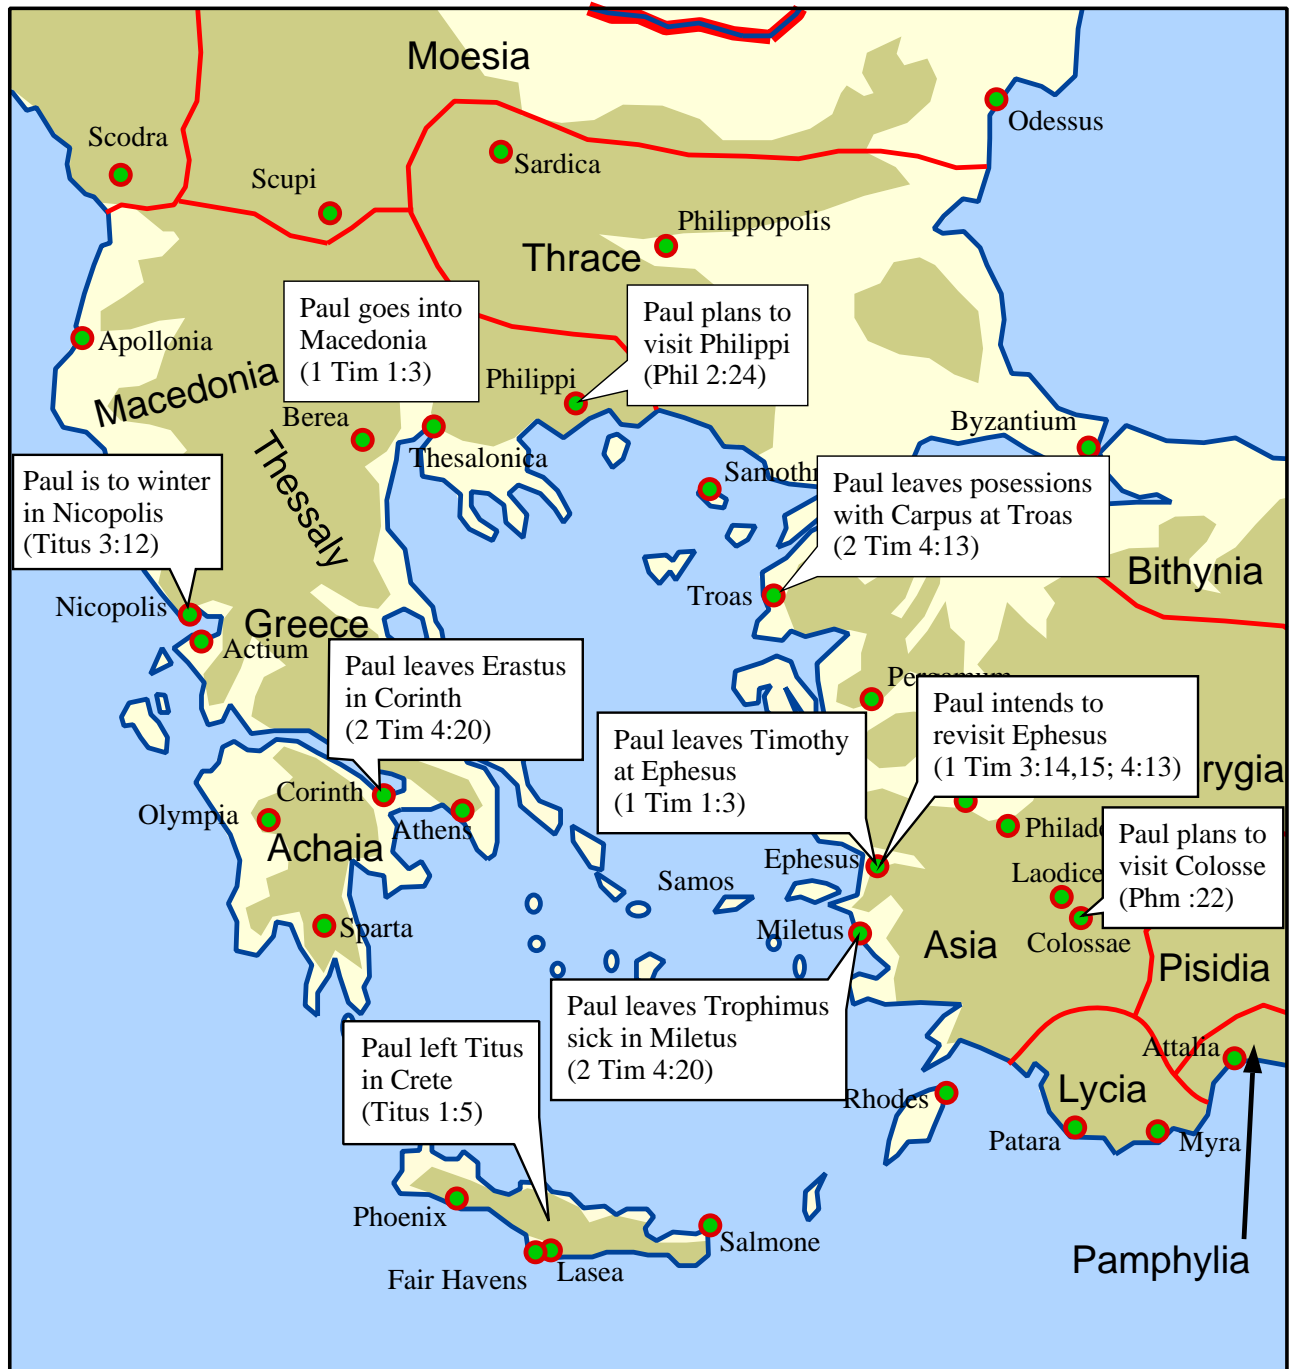 Moesia
Odessus
Scodra
Sardica
Scupi
Philippopolis
Thrace
Paul goes into
Macedonia
(1 Tim 1:3)
Paul plans to
visit Philippi
(Phil 2:24)
Apollonia
Macedonia
Philippi
Berea
Thesalonica
Byzantium
Thessaly
Paul is to winter
in Nicopolis
(Titus 3:12)
Samothr
Paul leaves posessions
with Carpus at Troas
(2 Tim 4:13)
Bithynia
Troas
Nicopolis
Greece
Actium
Paul leaves Erastus
in Corinth
(2 Tim 4:20)
Pergamum
Paul leaves Timothy
at Ephesus
(1 Tim 1:3)
Paul intends to
revisit Ephesus
(1 Tim 3:14,15; 4:13)
rygia
Corinth
Olympia
Athens
Achaia
Philade
Paul plans to
visit Colosse
(Phm :22)
Ephesus
Samos
Laodice
Sparta
Miletus
Asia
Colossae
Pisidia
Paul leaves Trophimus
sick in Miletus
(2 Tim 4:20)
Paul left Titus
in Crete
(Titus 1:5)
Attalia
Rhodes
Lycia
Patara
Myra
Phoenix
Salmone
Fair Havens
Lasea
Pamphylia